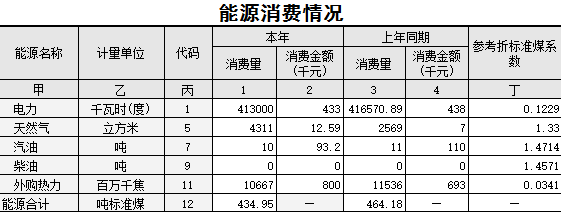 能源消费情况
能源名称 计量单位 代码 本年 上年同期 参考折标准煤系数
消费量 消费金额(千元) 消费量 消费金额(千元)
甲 乙 丙 1 2 3 4 丁
电力 千瓦时(度) 1 413000 433 416570.89 438 0.1229
天然气 立方米 5 4311 12.59 2569 7 1.33
汽油 吨 7 10 93.2 11 110 1.4714
柴油 吨 9 0 0 0 0 1.4571
外购热力 百万千焦 11 10667 800 11536 693 0.0341
能源合计 吨标准煤 12 434.95 — 464.18 — —